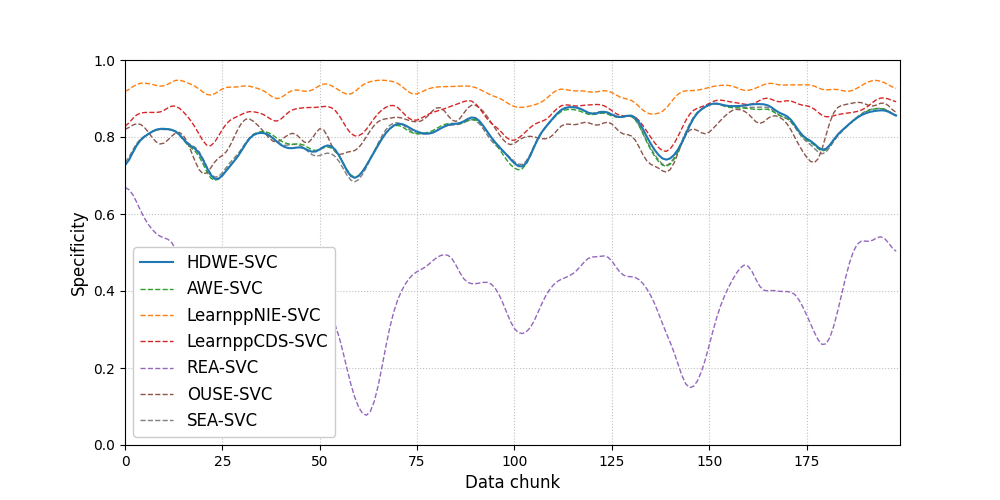 1.0
0.8
0.6
0.4
0.2
0.0
Specificity
HDWE-SVC
AWE-SVC
LearnppNIE-SVC
LearnppCDS-SVC
REA-SVC
OUSE-SVC
SEA-SVC
0 25 50 75 100 125 150 175
Data chunk